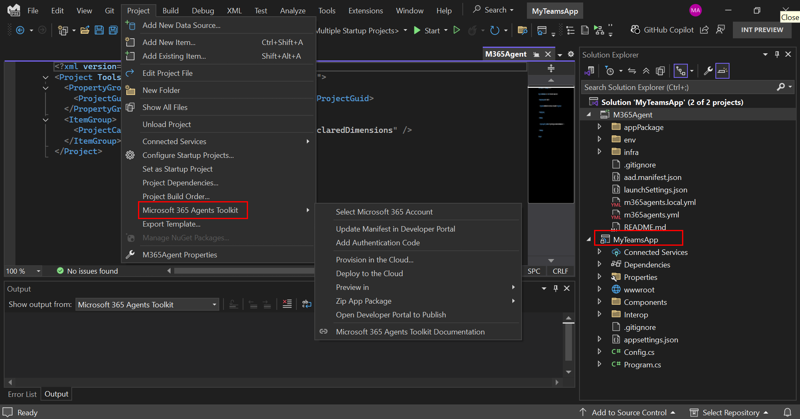 File Edit View Git Project Build Debug XML Test Analyze Tools Extensions Window Help Search MyTeamsApp MA Close
Multiple Startup Projects> Start GitHub Copilot INT PREVIEW
Add New Data Source...
Add New Item... Ctrl+Shift+A
Add Existing Item... Shift+Alt+A
Edit Project File
New Folder
Show All Files
Unload Project
Connected Services
Configure Startup Projects...
Set as Startup Project
Project Dependencies...
Project Build Order...
Microsoft 365 Agents Toolkit
Export Template...
Manage NuGet Packages...
M365Agent Properties
Select Microsoft 365 Account
Update Manifest in Developer Portal
Add Authentication Code
Provision in the Cloud...
Deploy to the Cloud
Preview in
Zip App Package
Open Developer Portal to Publish
Microsoft 365 Agents Toolkit Documentation
M365Agent
<?xml version=
<Project Tools ">
<PropertyGro
<ProjectGu ProjectGuid>
</PropertyGr
<ItemGroup>
<ProjectCa claredDimensions" />
</ItemGroup>
</Project>
100 % No issues found SPC CRLF
Output
Show output from: Microsoft 365 Agents Toolkit
Error List Output
Solution Explorer
Search Solution Explorer (Ctrl+;)
Solution 'MyTeamsApp' (2 of 2 projects)
M365Agent
appPackage
env
infra
.gitignore
aad.manifest.json
launchSettings.json
m365agents.local.yml
m365agents.yml
README.md
MyTeamsApp
Connected Services
Dependencies
Properties
wwwroot
Components
Interop
.gitignore
appsettings.json
C# Config.cs
C# Program.cs
Ready Add to Source Control Select Repository